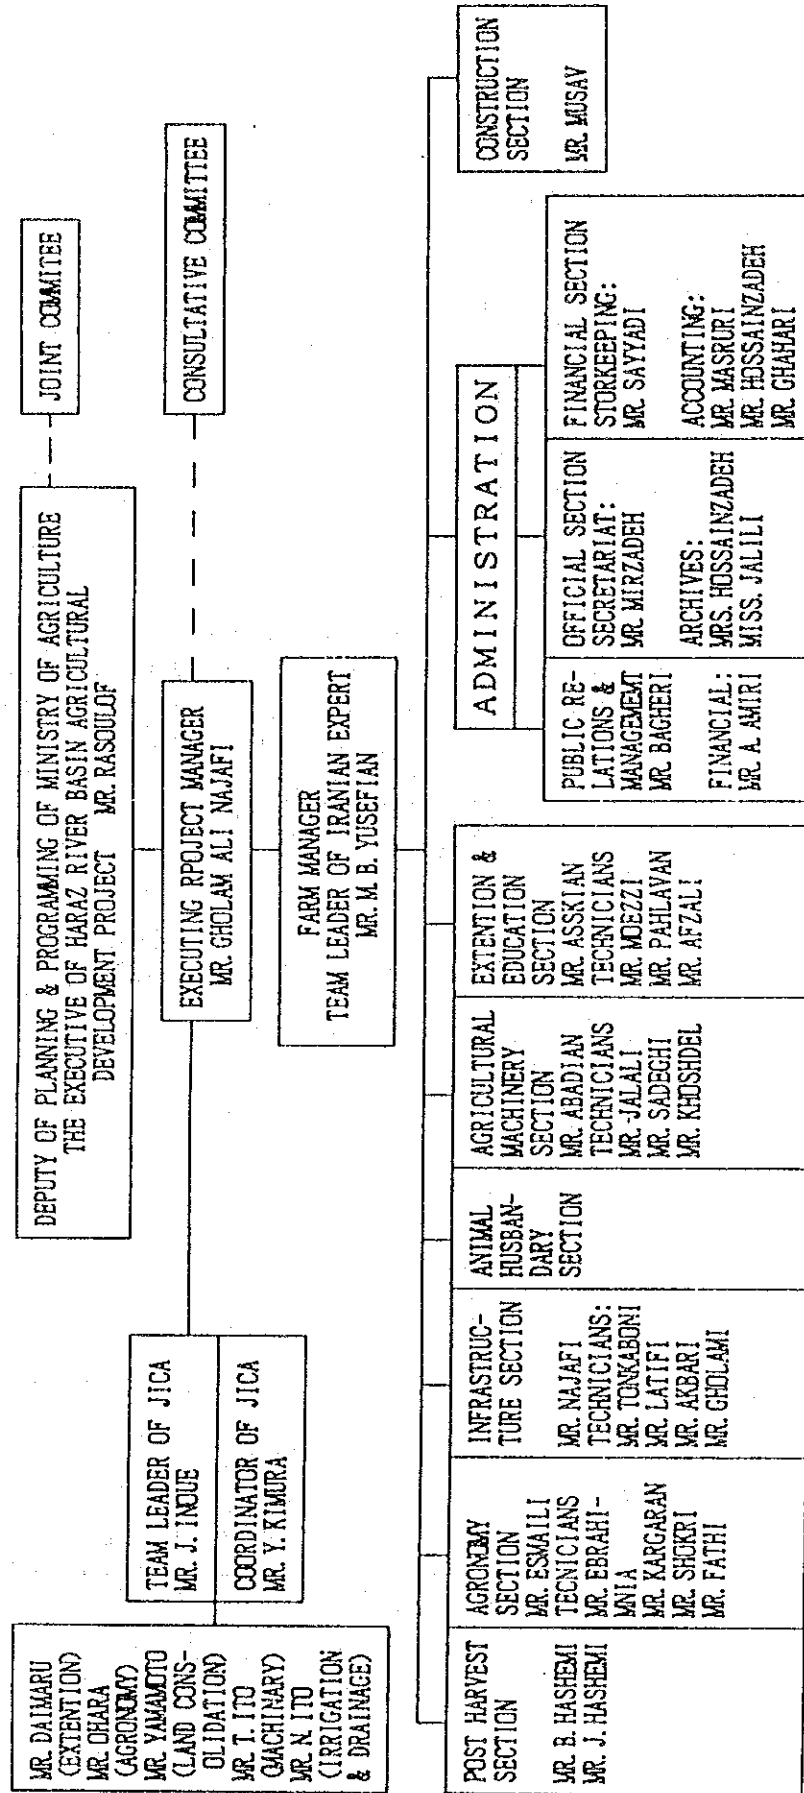 DEPUTY OF PLANNING & PROGRAMMING OF MINISTRY OF AGRICULTURE
THE EXECUTIVE OF HARAZ RIVER BASIN AGRICULTURAL
DEVELOPMENT PROJECT MR. RASOULOF
JOINT COMMITEE
EXECUTING RPOJECT MANAGER
MR. GHOLAM ALI NAJAFI
CONSULTATIVE COMMITTEE
TEAM LEADER OF JICA
MR. J. INOUE
COORDINATOR OF JICA
MR. Y. KIMURA
MR. DAIMARU
(EXTENTION)
MR. OHARA
(AGRONOMY)
MR. YAMAMOTO
(LAND CONS-
OLIDATION)
MR. T. ITO
(MACHINARY)
MR. N. ITO
(IRRIGATION
& DRAINAGE)
FARM MANAGER
TEAM LEADER OF IRANIAN EXPERT
MR. M. B. YUSEFIAN
POST HARVEST
SECTION
MR. B. HASHEMI
MR. J. HASHEMI
AGRONOMY
SECTION
MR. ESMAILI
TECNICIANS
MR. EBRAHI-
MNIA
MR. KARGARAN
MR. SHOKRI
MR. FATHI
INFRASTRUC-
TURE SECTION
MR. NAJAFI
TECHNICIANS:
MR. TONKABONI
MR. LATIFI
MR. AKBARI
MR. GHOLAMI
ANIMAL
HUSBAN-
DARY
SECTION
AGRICULTURAL
MACHINERY
SECTION
MR. ABADIAN
TECHNICIANS
MR. JALALI
MR. SADEGHI
MR. KHOSHDEL
EXTENTION &
EDUCATION
SECTION
MR. ASSKIAN
TECHNICIANS
MR. MOEZZI
MR. PAHLAVAN
MR. AFZALI
ADMINISTRATION
PUBLIC RE-
LATIONS &
MANAGEMEMT
MR. BAGHERI
FINANCIAL:
MR. A. AMIRI
OFFICIAL SECTION
SECRETARIAT:
MR. MIRZADEH
ARCHIVES:
MRS. HOSSAINZADEH
MISS. JALILI
FINANCIAL SECTION
STORKEEPING:
MR. SAYYADI
ACCOUNTING:
MR. MASRURI
MR. HOSSAINZADEH
MR. GHAHARI
CONSTRUCTION
SECTION
MR. MUSAV